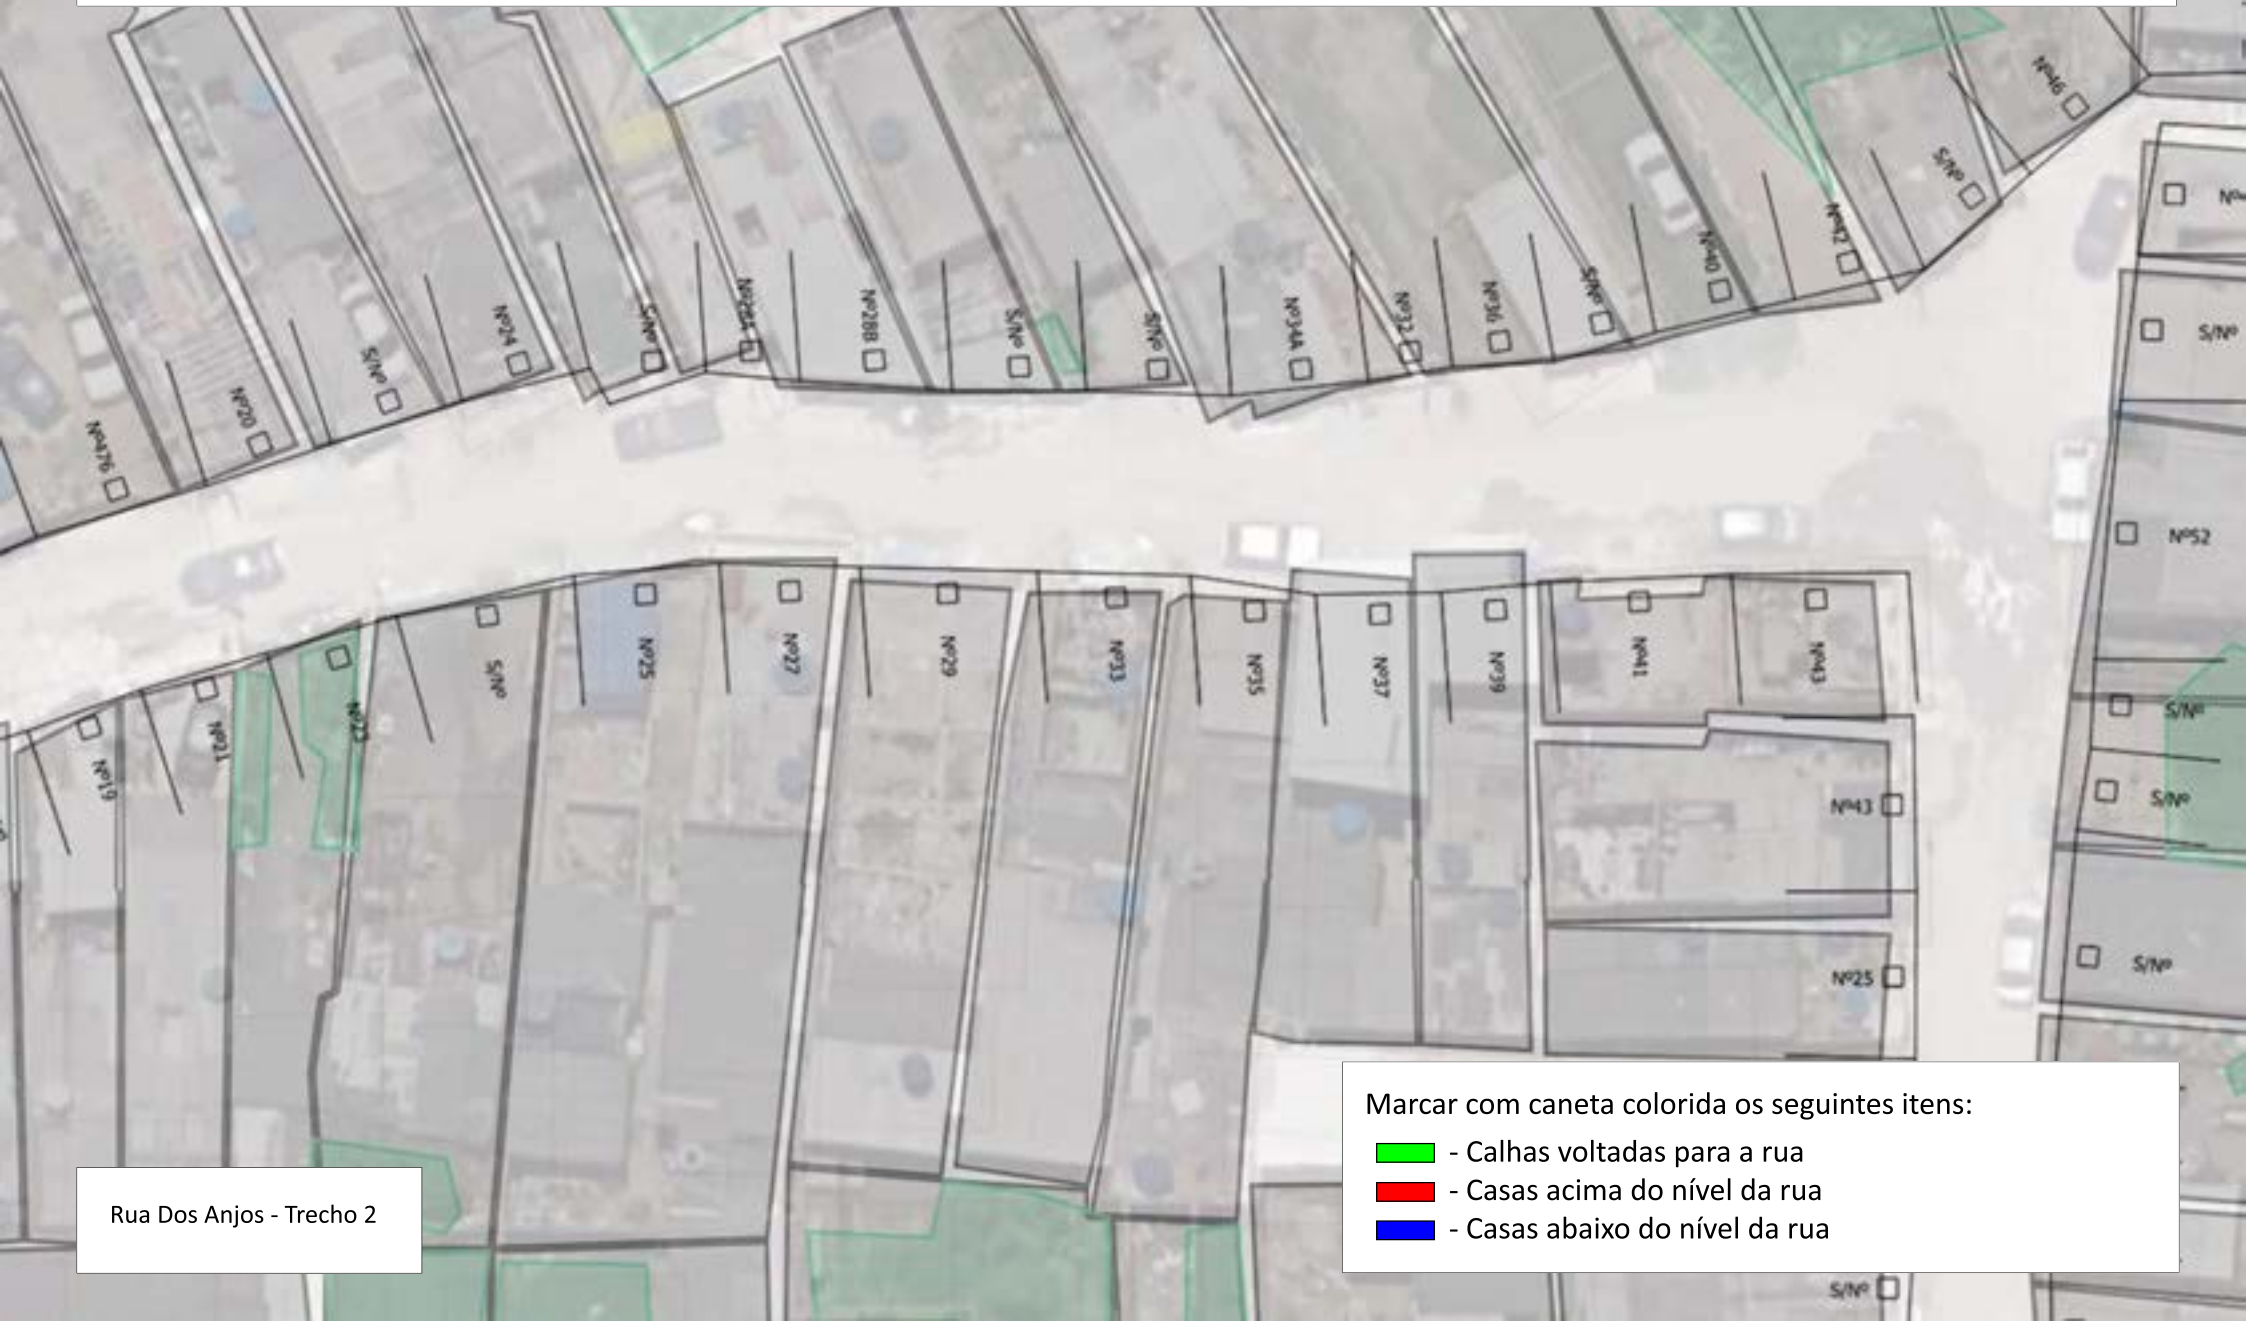 Nº46
S/Nº
Nº42
Nº40
S/Nº
Nº36
Nº32
Nº34A
S/Nº
S/Nº
Nº28B
Nº28A
S/Nº
Nº24
S/Nº
Nº20
Nº476
S/Nº
Nº52
S/Nº
S/Nº
S/Nº
Nº19
Nº21
Nº23
S/Nº
Nº25
Nº27
Nº29
Nº33
Nº35
Nº37
Nº39
Nº41
Nº43
Nº43
Nº25
Marcar com caneta colorida os seguintes itens:
- Calhas voltadas para a rua
- Casas acima do nível da rua
- Casas abaixo do nível da rua
Rua Dos Anjos - Trecho 2
S/Nº